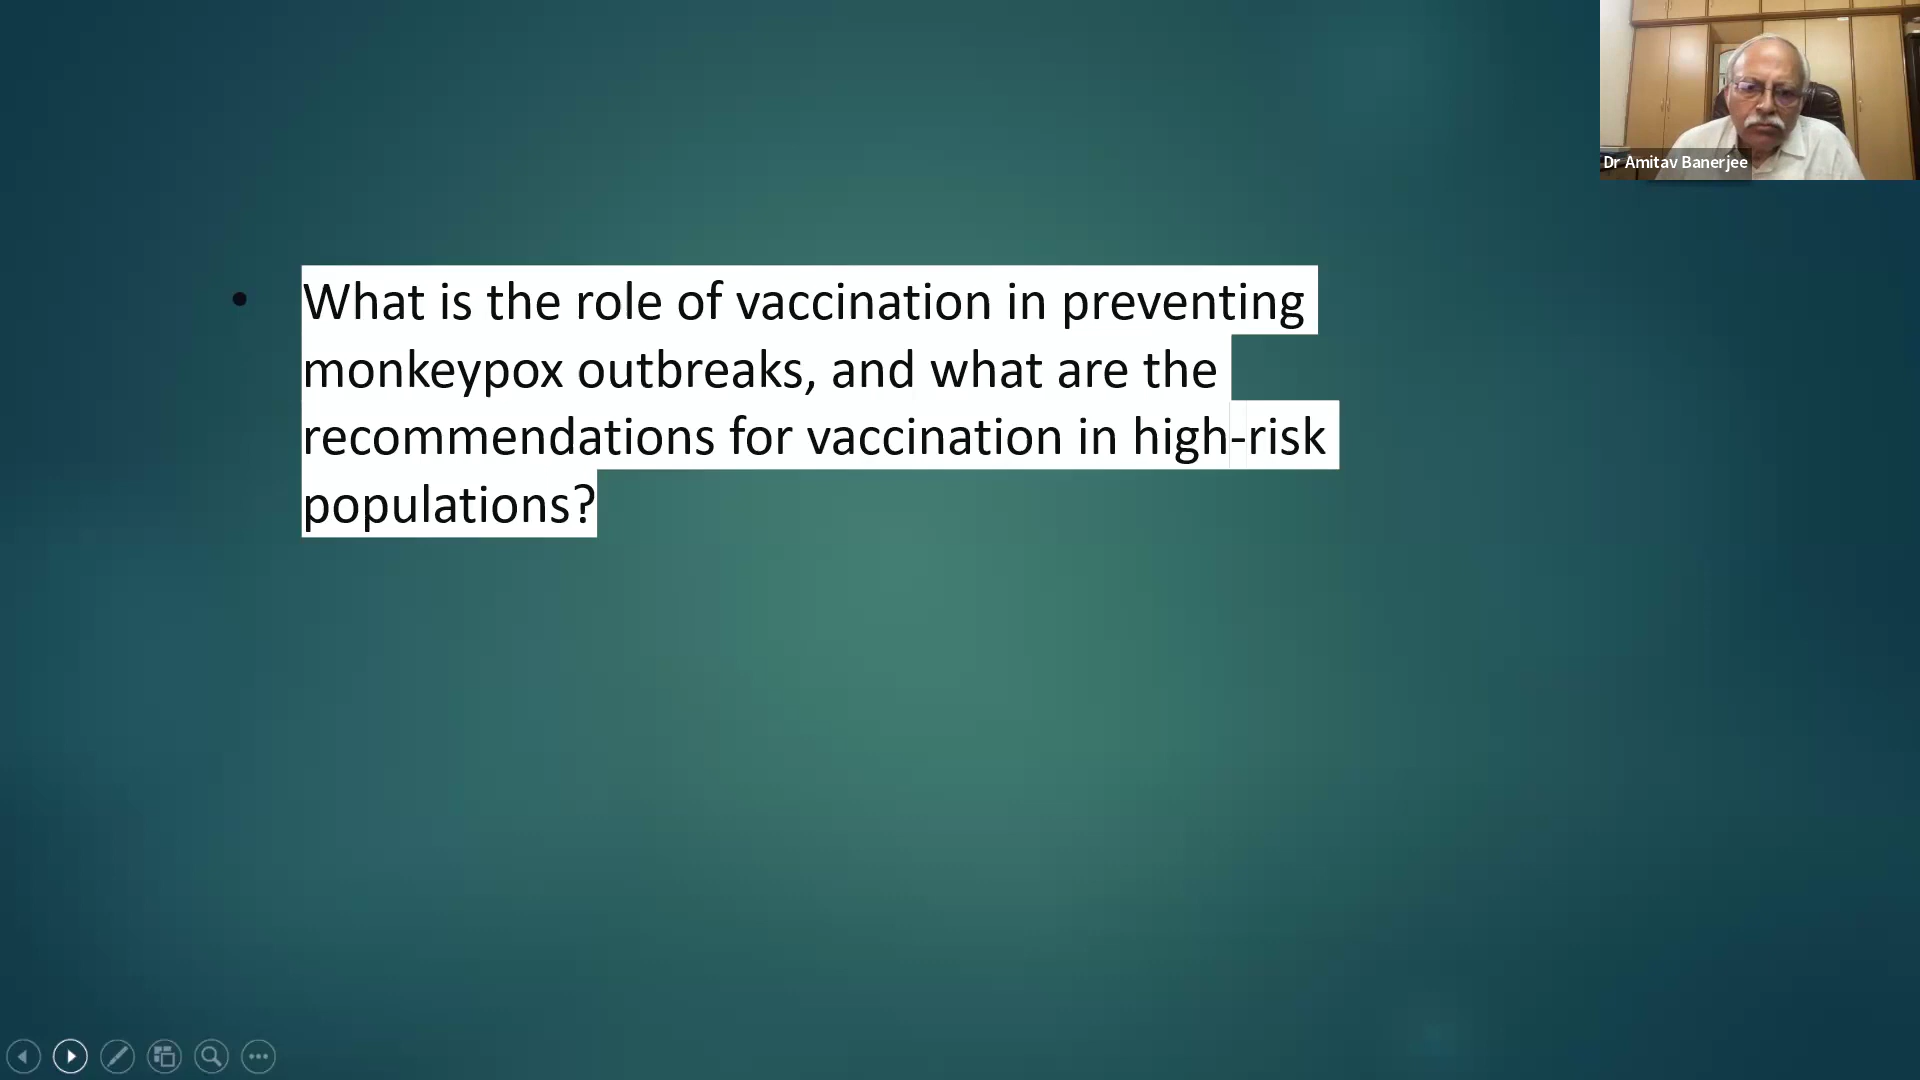 Dr Amitav Banerjee
• What is the role of vaccination in preventing
monkeypox outbreaks, and what are the
recommendations for vaccination in high-risk
populations?